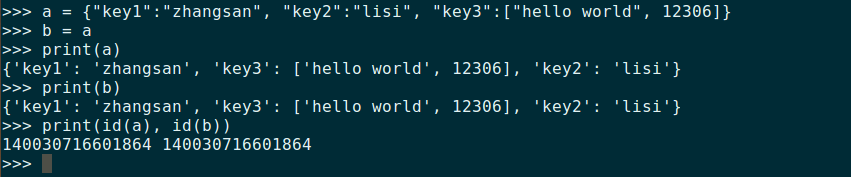 >>> a = {"key1":"zhangsan", "key2":"lisi", "key3":["hello world", 12306]}
>>> b = a
>>> print(a)
{'key1': 'zhangsan', 'key3': ['hello world', 12306], 'key2': 'lisi'}
>>> print(b)
{'key1': 'zhangsan', 'key3': ['hello world', 12306], 'key2': 'lisi'}
>>> print(id(a), id(b))
140030716601864 140030716601864
>>>